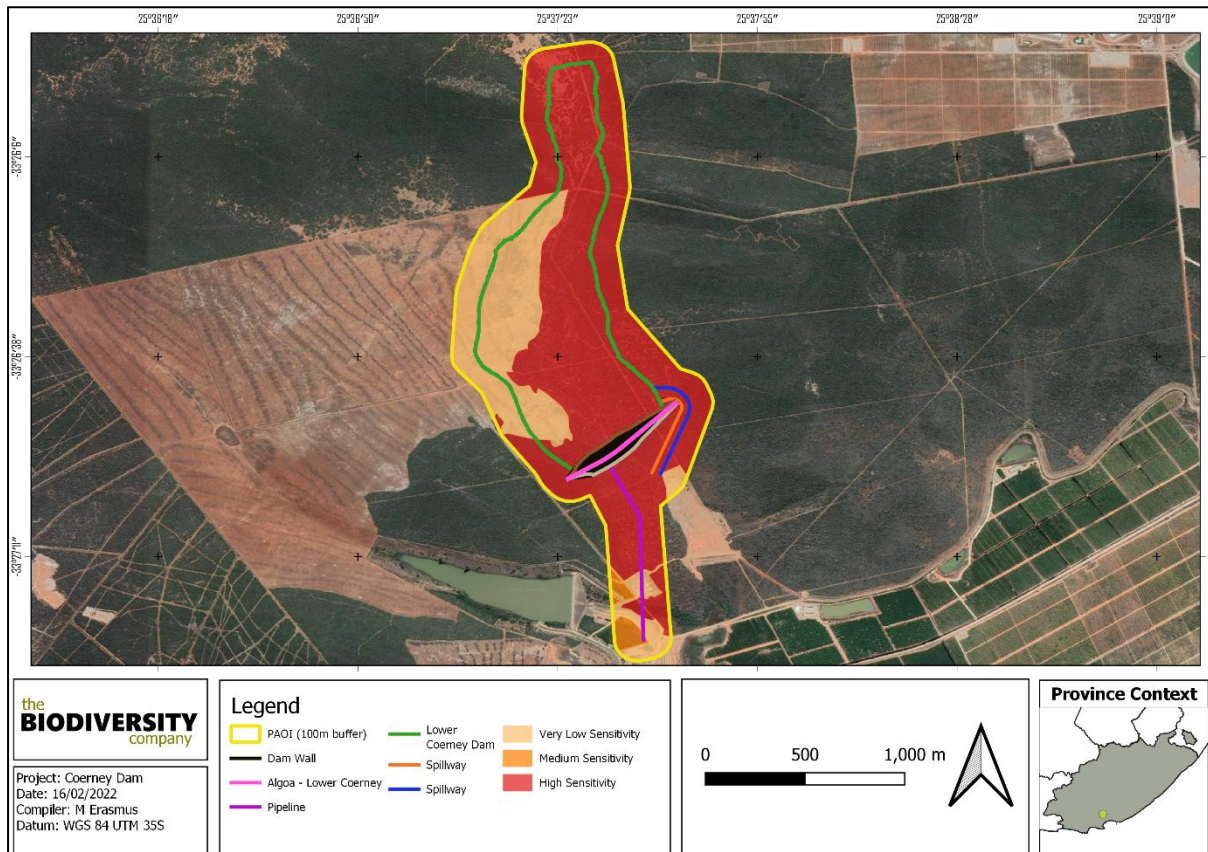 25°36'18" 25°36'50" 25°37'23" 25°37'55" 25°38'28" 25°38'0"
-33°26'6"
-33°26'38"
-33°27'11"
the
BIODIVERSITY
company
Project: Coerney Dam
Date: 16/02/2022
Compiler: M Erasmus
Datum: WGS 84 UTM 35S
Legend
PAOI (100m buffer)
Dam Wall
Algoa - Lower Coerney
Pipeline
Lower
Coerney Dam
Spillway
Spillway
Very Low Sensitivity
Medium Sensitivity
High Sensitivity
0 500 1,000 m
Province Context